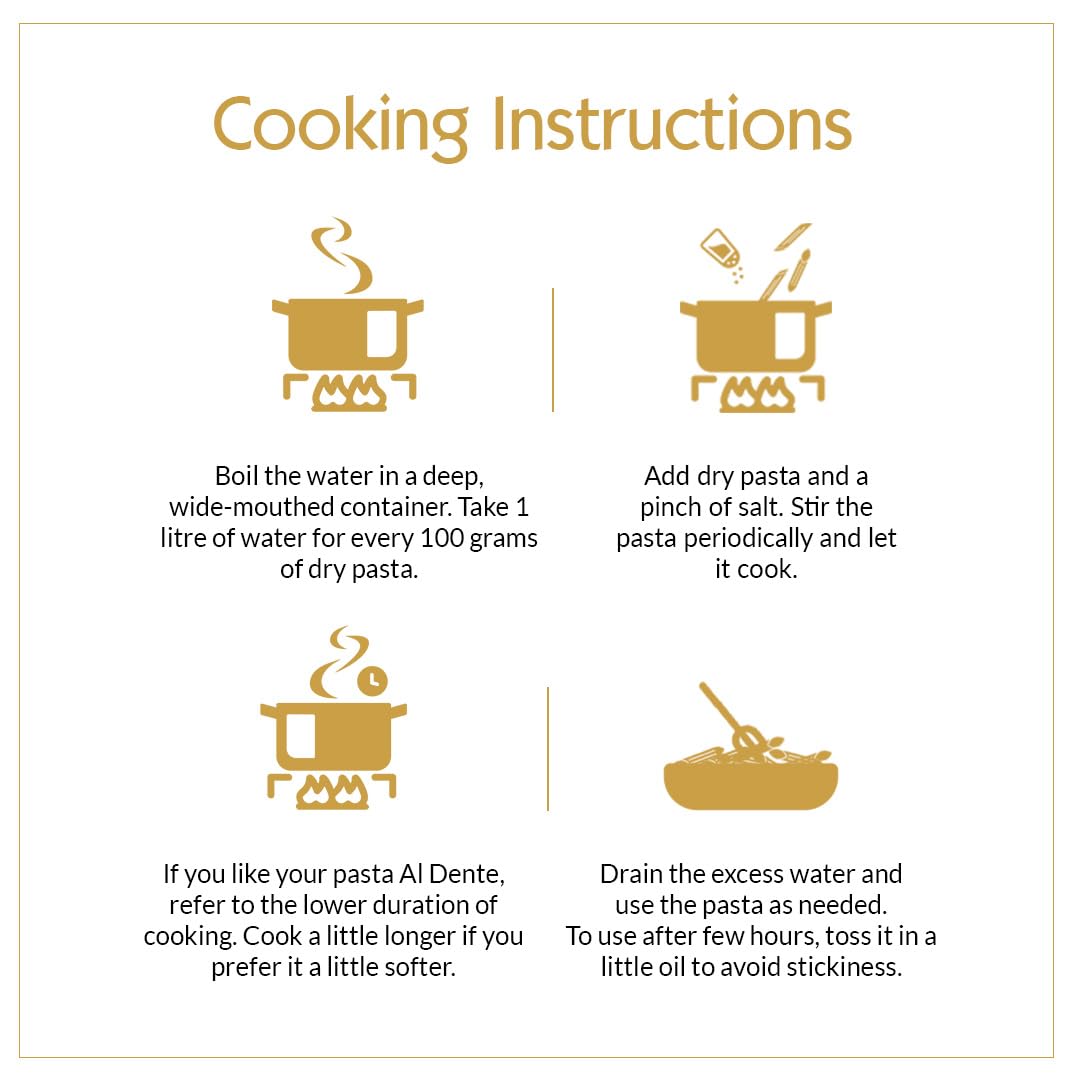 Cooking Instructions
Boil the water in a deep,
wide-mouthed container. Take 1
litre of water for every 100 grams
of dry pasta.
Add dry pasta and a
pinch of salt. Stir the
pasta periodically and let
it cook.
If you like your pasta Al Dente,
refer to the lower duration of
cooking. Cook a little longer if you
prefer it a little softer.
Drain the excess water and
use the pasta as needed.
To use after few hours, toss it in a
little oil to avoid stickiness.